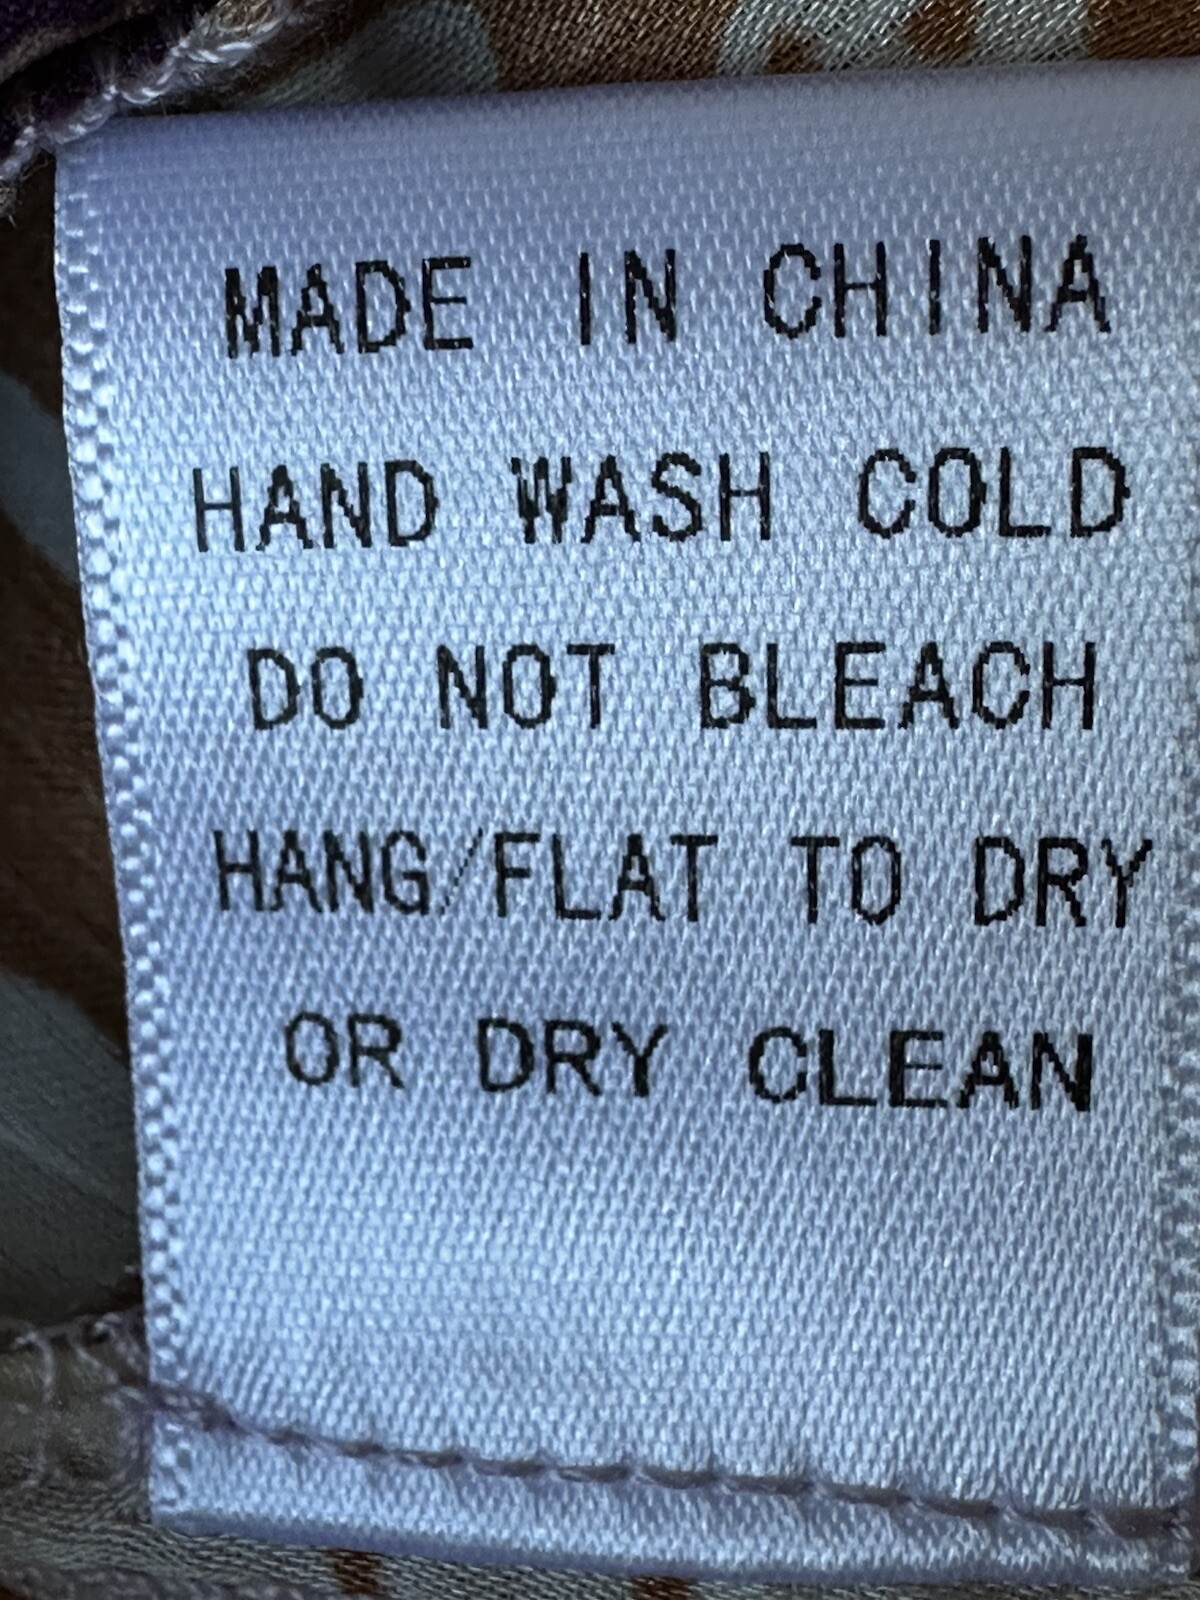 MADE IN CHINA
HAND WASH COLD
DO NOT BLEACH
HANG/FLAT TO DRY
OR DRY CLEAN